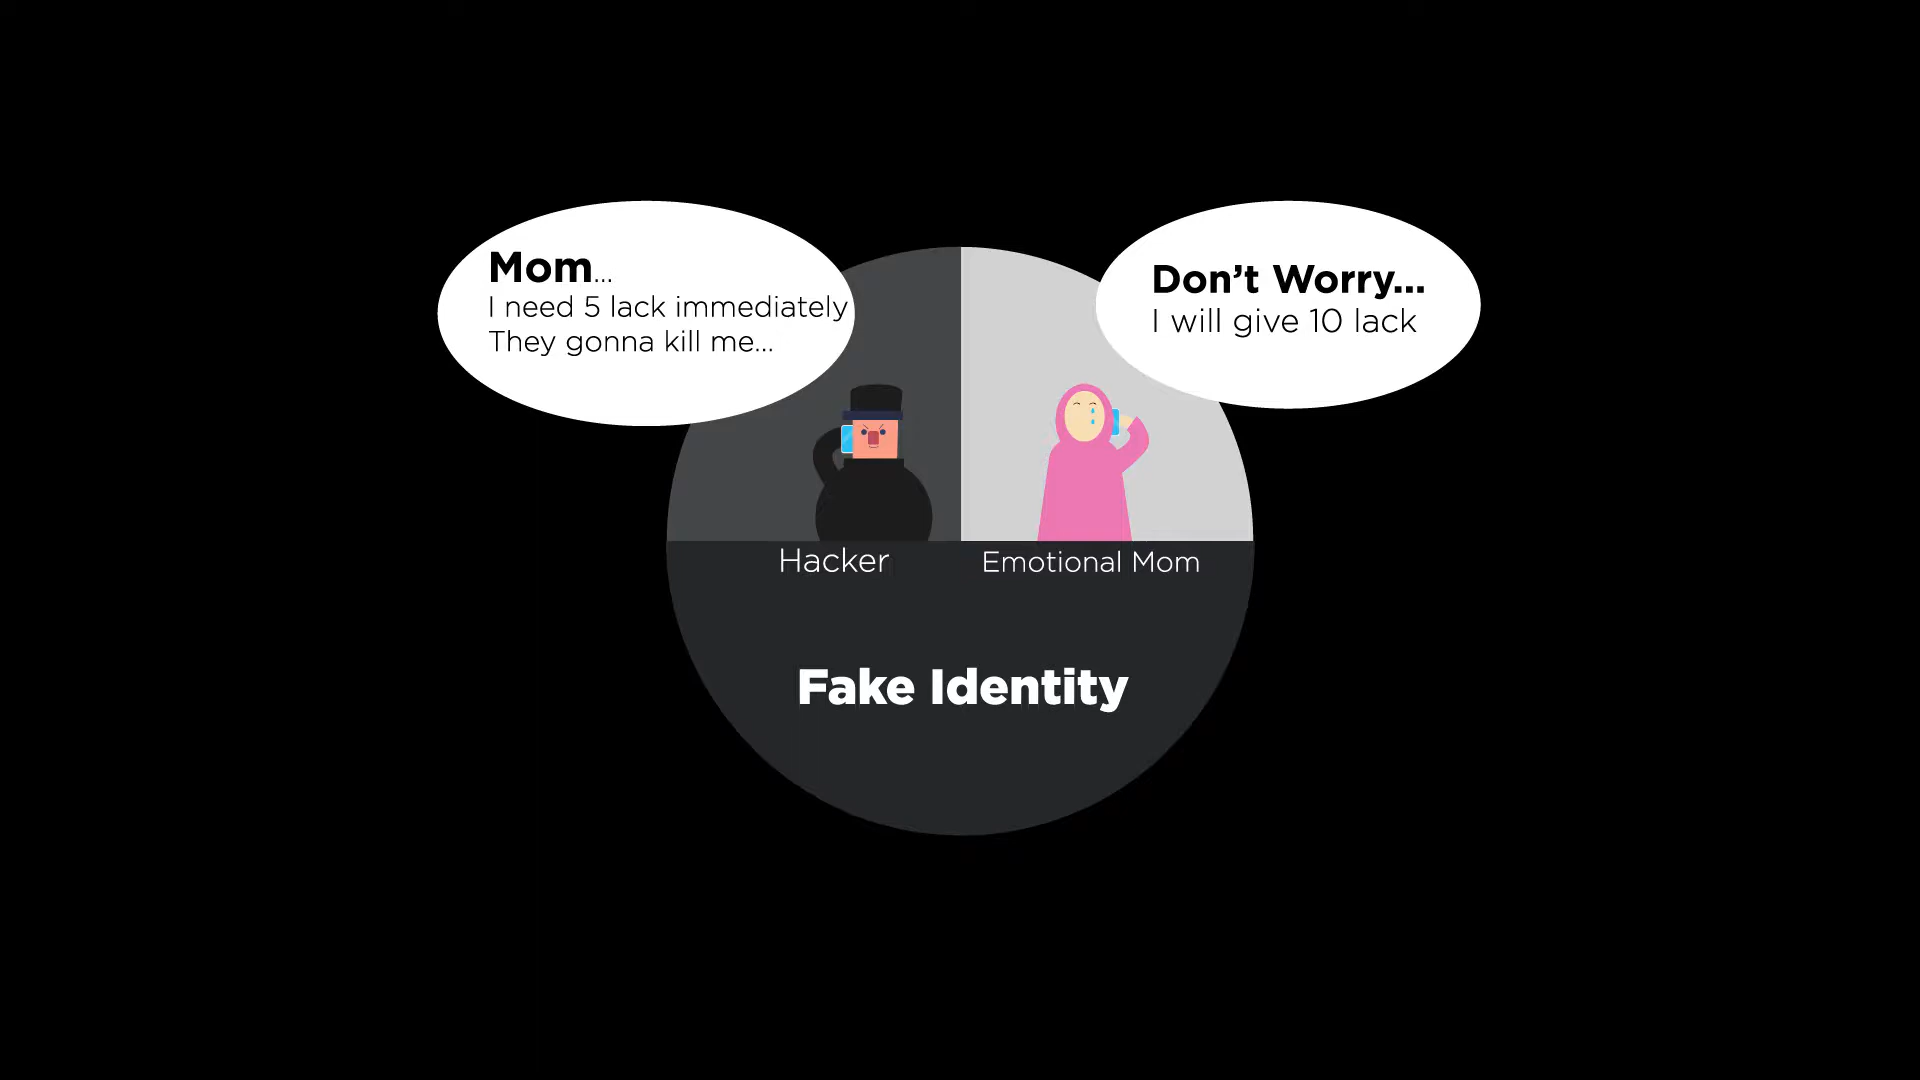 Mom...
I need 5 lack immediately
They gonna kill me...
Don't Worry...
I will give 10 lack
Hacker
Emotional Mom
Fake Identity